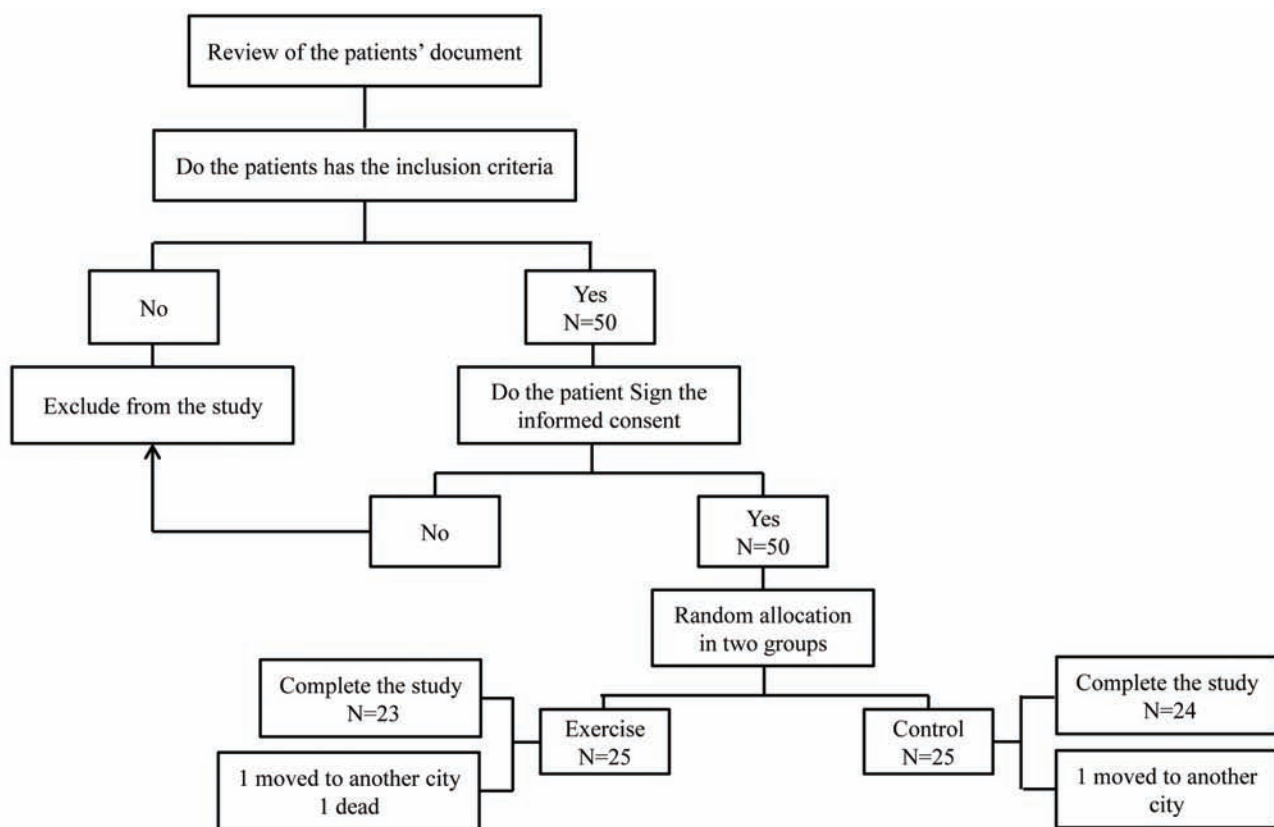 Review of the patients’ document
Do the patients has the inclusion criteria
No
Yes
N=50
Exclude from the study
Do the patient Sign the
informed consent
No
Yes
N=50
Random allocation
in two groups
Complete the study
N=23
Exercise
N=25
Control
N=25
Complete the study
N=24
1 moved to another city
1 dead
1 moved to another
city